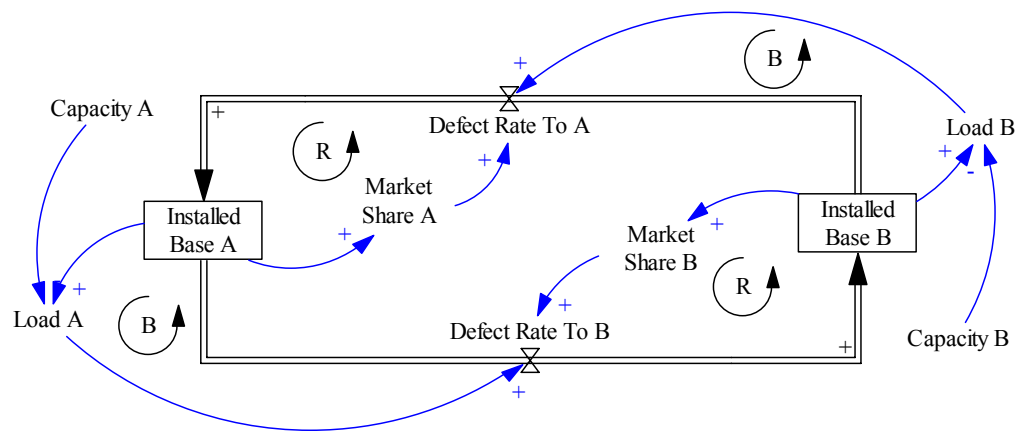 B
+
Capacity A
+
Defect Rate To A
Load B
R
+
+
-
Market
Share A
Installed
Base A
Installed
Base B
+
+
Market
Share B
+
R
Load A
B
+
Defect Rate To B
Capacity B
+
+